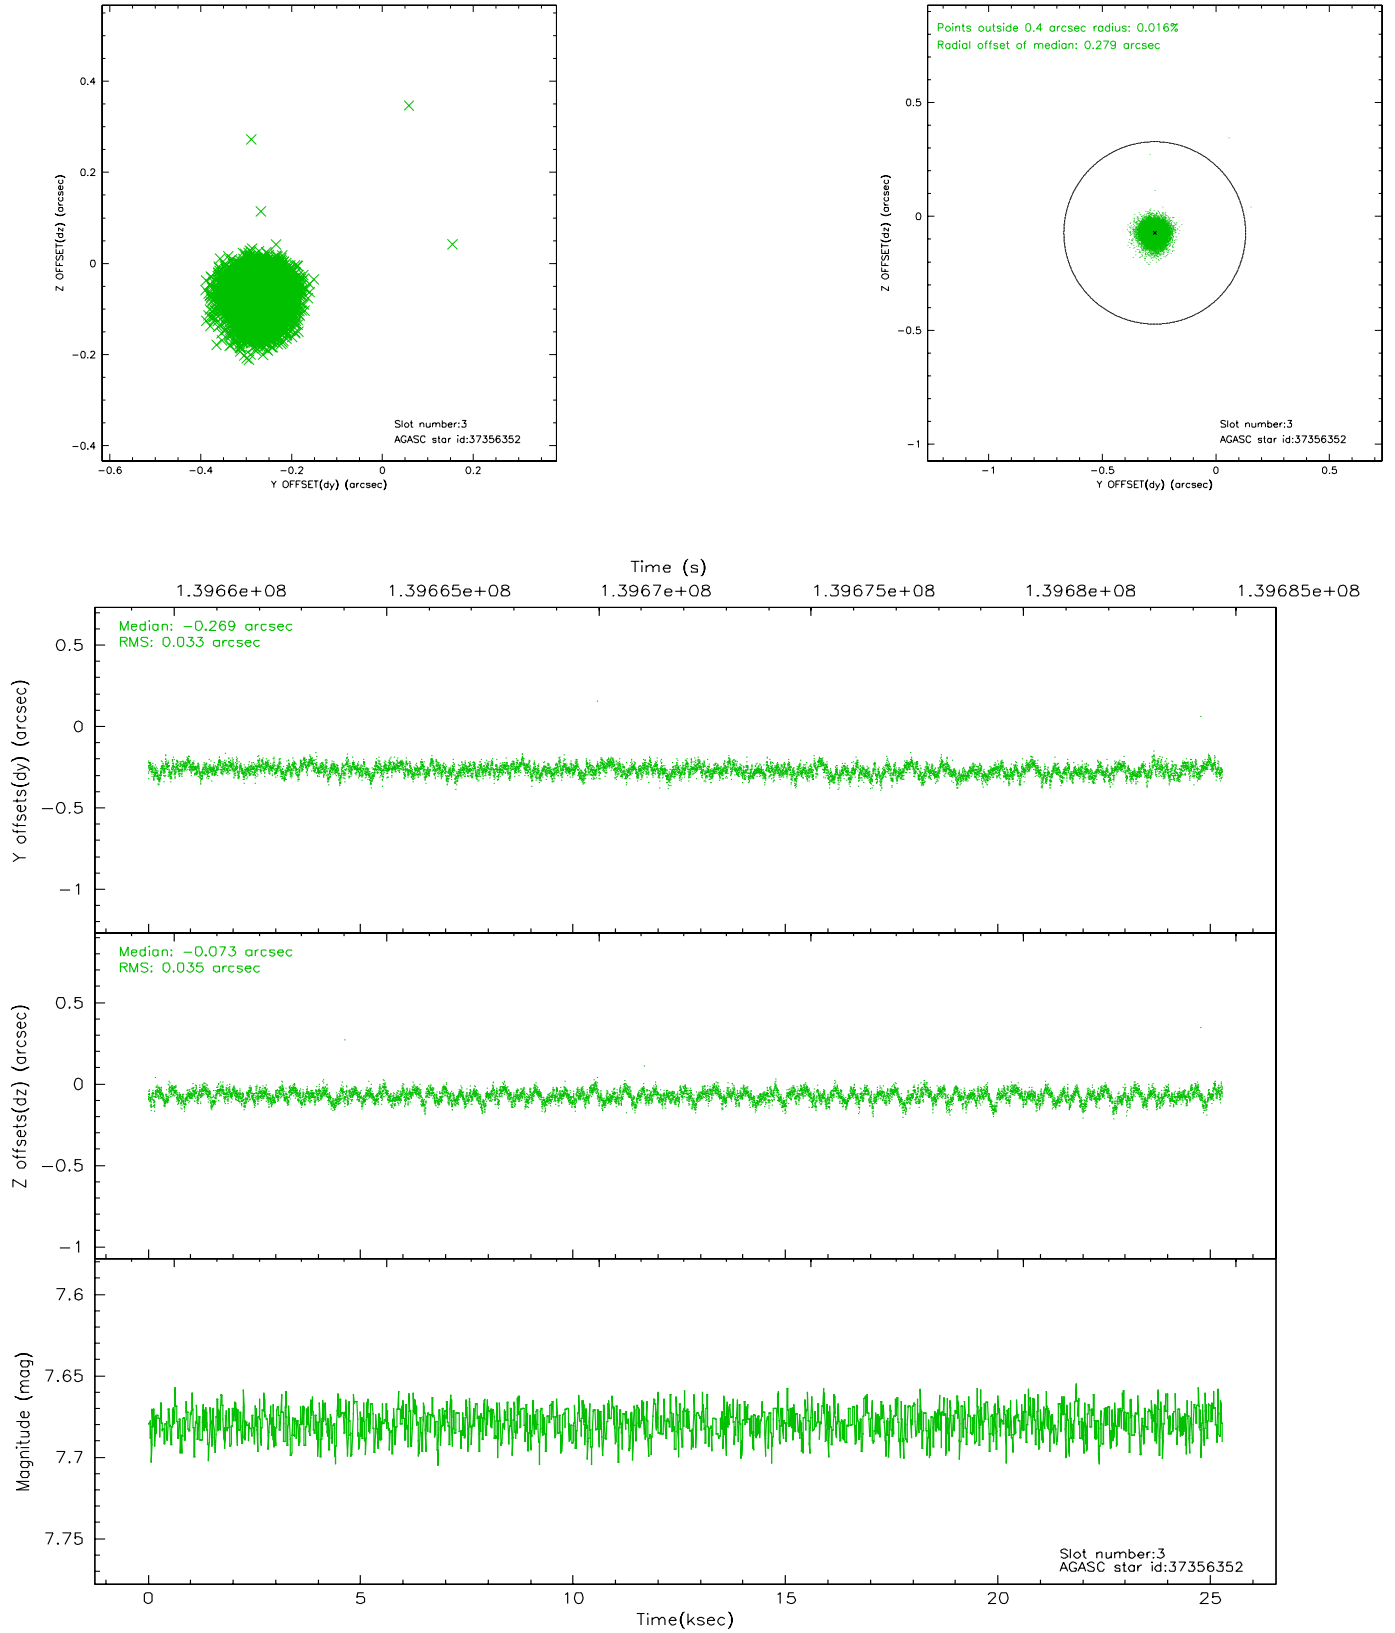 0.4
0.2
0
-0.2
-0.4
Z OFFSET(dz) (arcsec)
-0.6
-0.4
-0.2
0
0.2
Y OFFSET(dy) (arcsec)
Slot number:3
AGASC star id:37356352
Points outside 0.4 arcsec radius: 0.016%
Radial offset of median: 0.279 arcsec
0.5
0
-0.5
-1
Z OFFSET(dz) (arcsec)
-1
-0.5
0
0.5
Y OFFSET(dy) (arcsec)
Slot number:3
AGASC star id:37356352
Time (s)
1.3966e+08
1.39665e+08
1.3967e+08
1.39675e+08
1.3968e+08
1.39685e+08
Median: -0.269 arcsec
RMS: 0.033 arcsec
0.5
0
-0.5
-1
Y offsets(dy) (arcsec)
Median: -0.073 arcsec
RMS: 0.035 arcsec
0.5
0
-0.5
-1
Z offsets(dz) (arcsec)
7.6
7.65
7.7
7.75
Magnitude (mag)
Slot number:3
AGASC star id:37356352
0
5
10
15
20
25
Time(ksec)